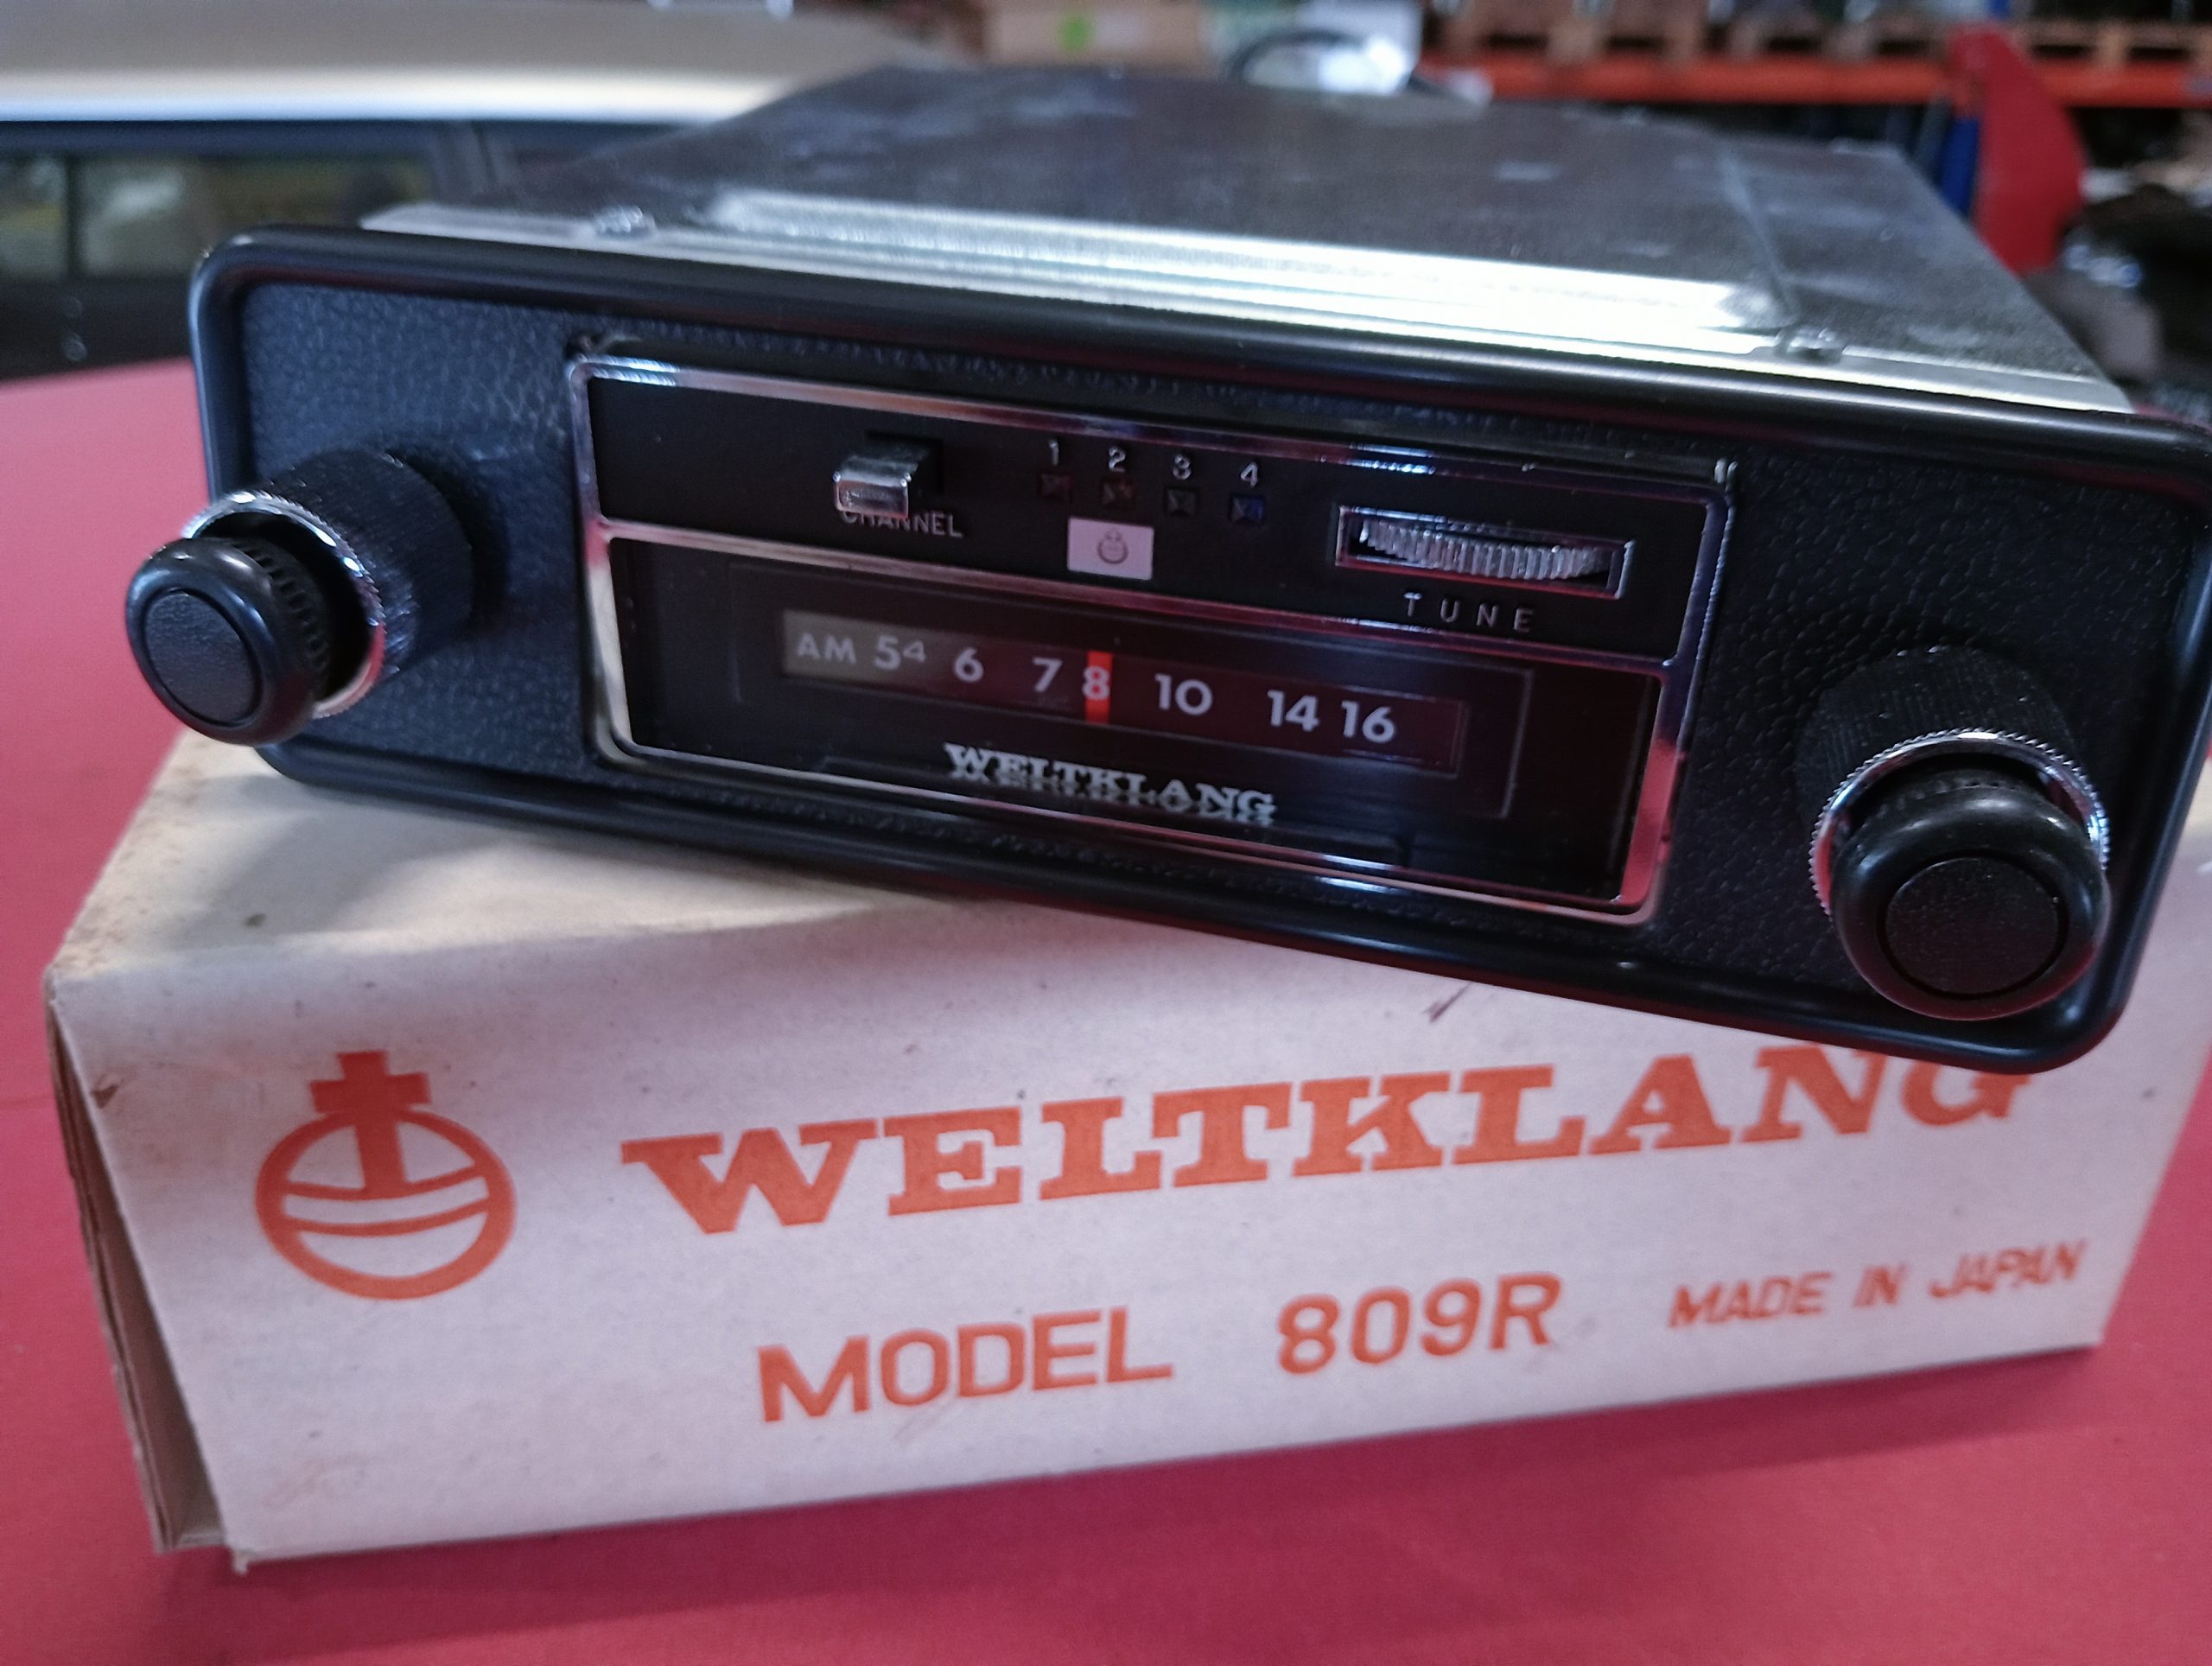 1 2 3 4
CHANNEL
TUNE
AM 54 6 7 8 10 14 16
WELTKLANG
WELTKLANG
MODEL 809R MADE IN JAPAN